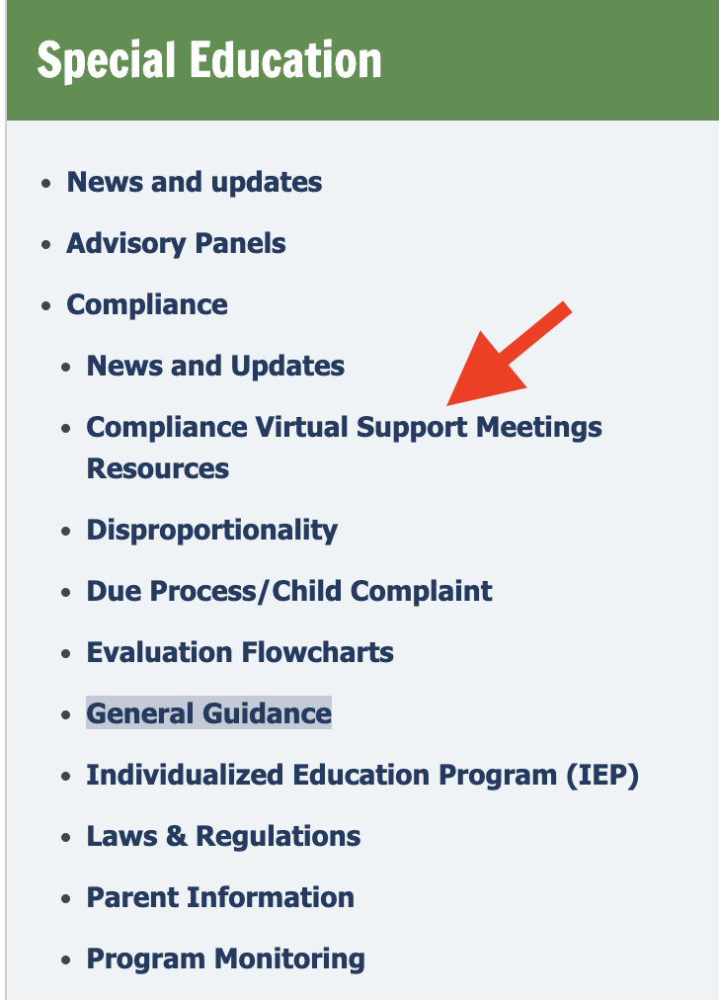 Special Education
News and updates
Advisory Panels
Compliance
News and Updates
Compliance Virtual Support Meetings
Resources
Disproportionality
Due Process/Child Complaint
Evaluation Flowcharts
General Guidance
Individualized Education Program (IEP)
Laws & Regulations
Parent Information
Program Monitoring